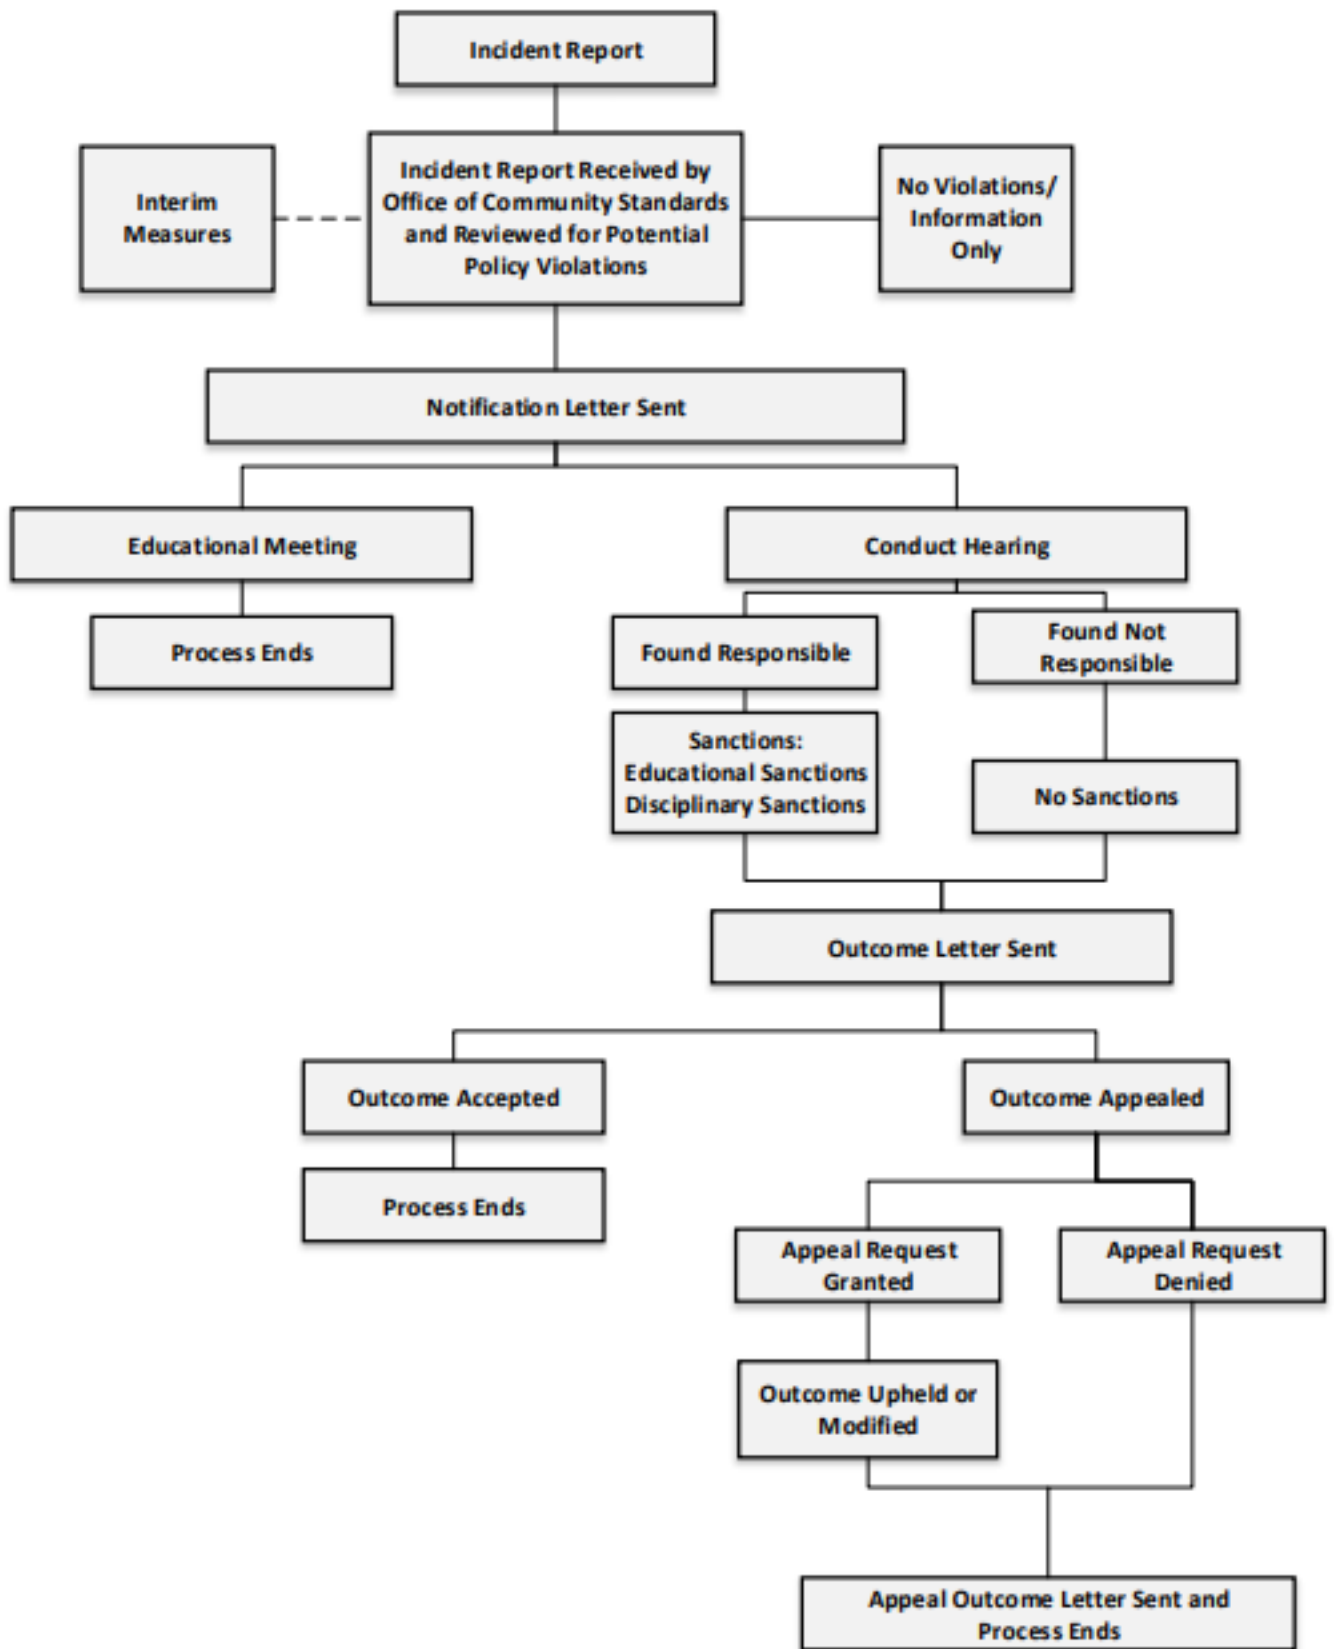 Incident Report
Interim
Measures
Incident Report Received by
Office of Community Standards
and Reviewed for Potential
Policy Violations
No Violations/
Information
Only
Notification Letter Sent
Educational Meeting
Conduct Hearing
Process Ends
Found Responsible
Found Not
Responsible
Sanctions:
Educational Sanctions
Disciplinary Sanctions
No Sanctions
Outcome Letter Sent
Outcome Accepted
Outcome Appealed
Process Ends
Appeal Request
Granted
Appeal Request
Denied
Outcome Upheld or
Modified
Appeal Outcome Letter Sent and
Process Ends